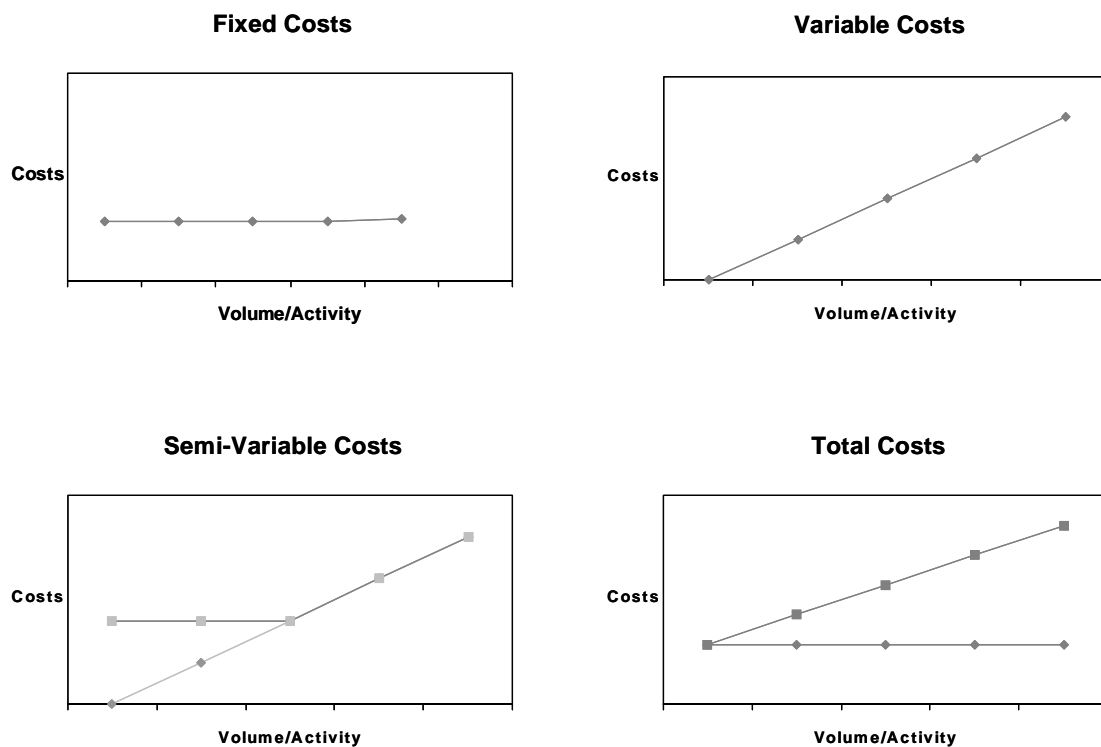 Fixed Costs
Costs
Volume/Activity
Variable Costs
Costs
Volume/Activity
Semi-Variable Costs
Costs
Volume/Activity
Total Costs
Costs
Volume/Activity